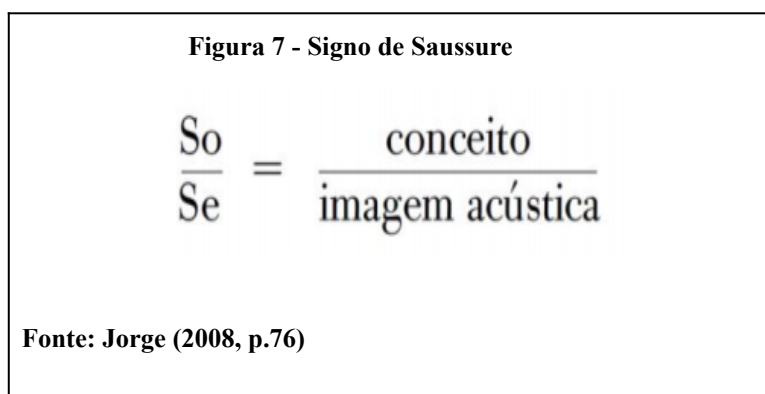 Figura 7 - Signo de Saussure
So = conceito
Se imagem acústica
Fonte: Jorge (2008, p.76)